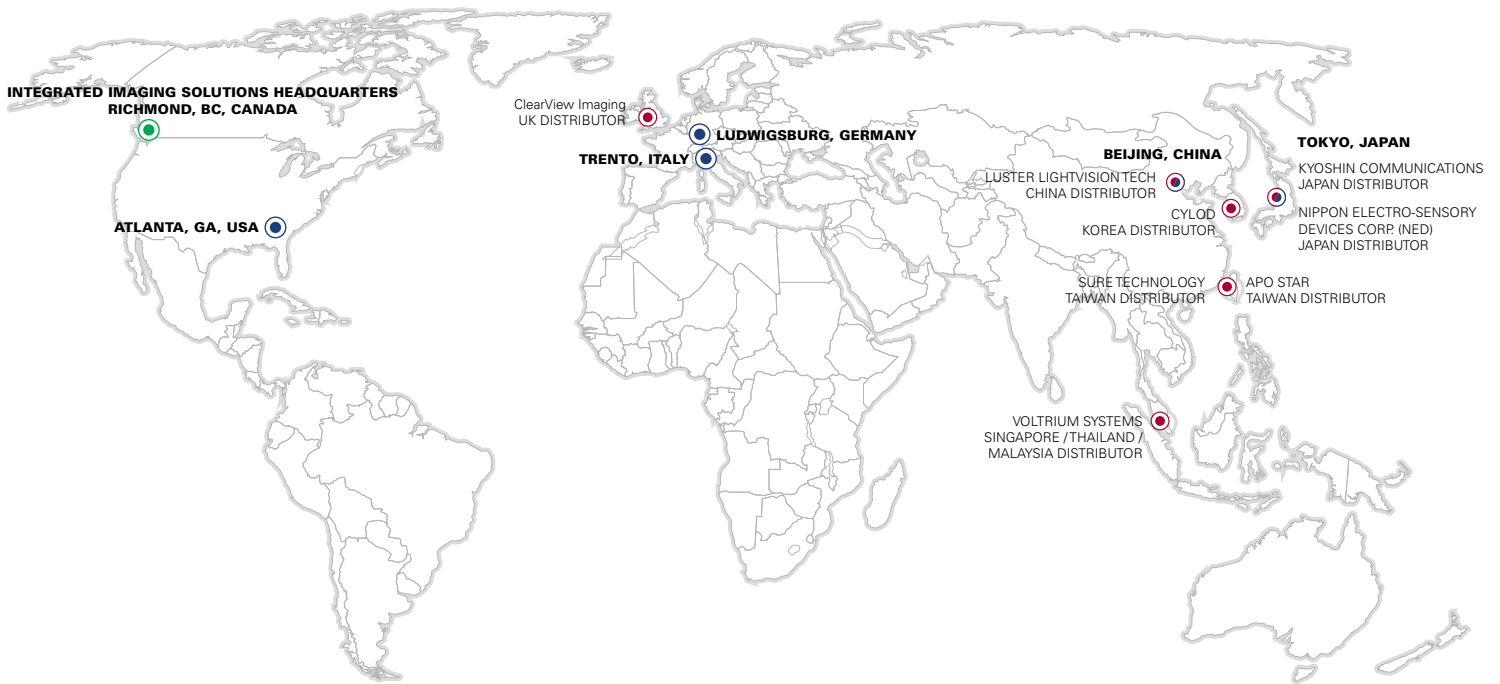 INTEGRATED IMAGING SOLUTIONS HEADQUARTERS
RICHMOND, BC, CANADA
ATLANTA, GA, USA
ClearView Imaging
UK DISTRIBUTOR
LUDWIGSBURG, GERMANY
TRENTO, ITALY
BEIJING, CHINA
LUSTER LIGHTVISION TECH
CHINA DISTRIBUTOR
CYLOD
KOREA DISTRIBUTOR
TOKYO, JAPAN
KYOSHIN COMMUNICATIONS
JAPAN DISTRIBUTOR
NIPPON ELECTRO-SENSORY
DEVICES CORP. (NED)
JAPAN DISTRIBUTOR
SURE TECHNOLOGY
TAIWAN DISTRIBUTOR
APO STAR
TAIWAN DISTRIBUTOR
VOLTRIUM SYSTEMS
SINGAPORE / THAILAND /
MALAYSIA DISTRIBUTOR